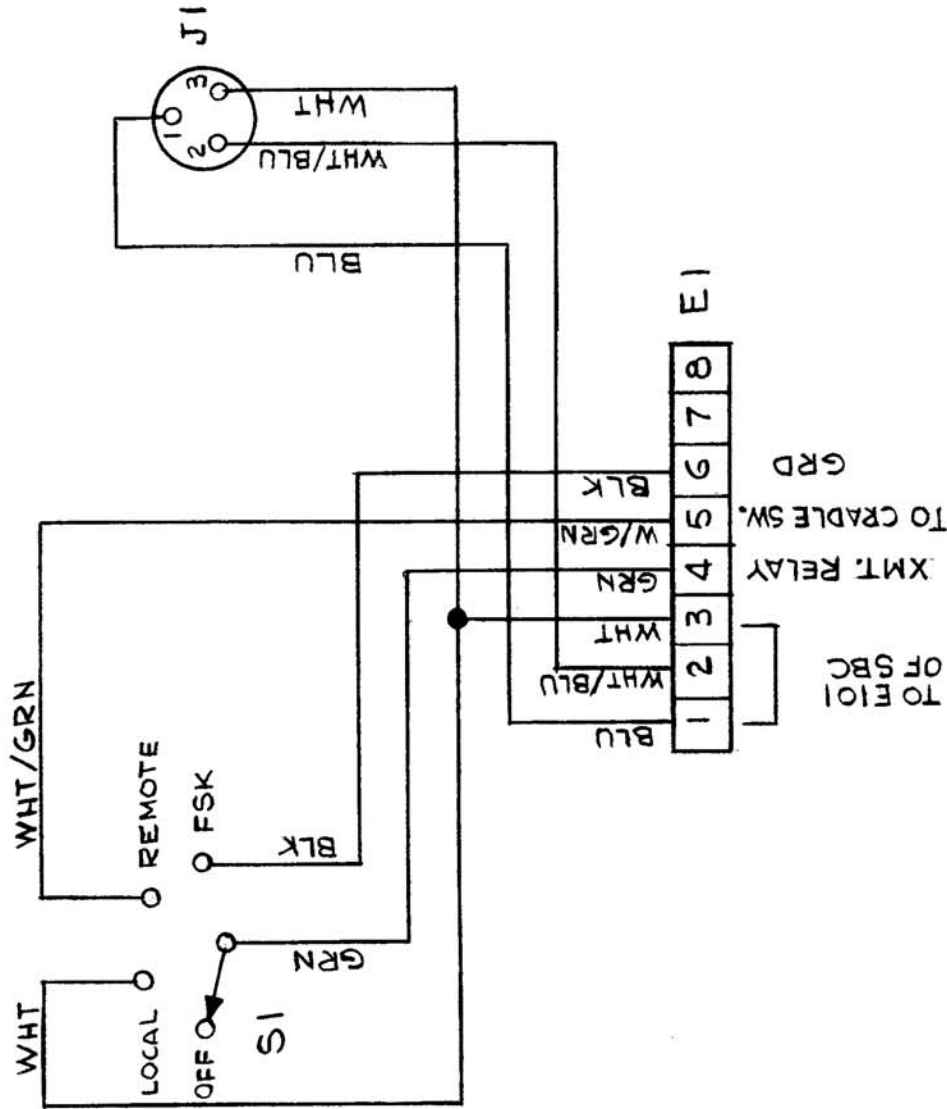 J1
1
2
3
WHT
WHT/BLU
BLU
WHT/GRN
WHT
LOCAL
REMOTE
OFF
FSK
S1
GRN
BLK
BLU
WHT/BLU
WHT
GRN
W/GRN
BLK
1
2
3
4
5
6
7
8
E1
TO E101
OF SBC
XMT. RELAY
TO CRADLE SW.
GRD